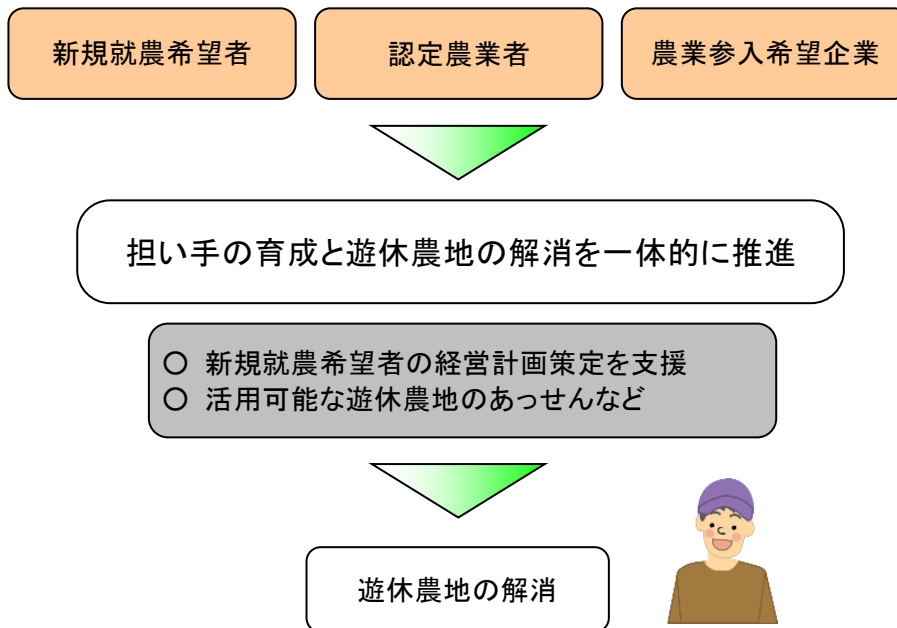 新規就農希望者
認定農業者
農業参入希望企業
担い手の育成と遊休農地の解消を一体的に推進
○ 新規就農希望者の経営計画策定を支援
○ 活用可能な遊休農地のあっせんなど
遊休農地の解消